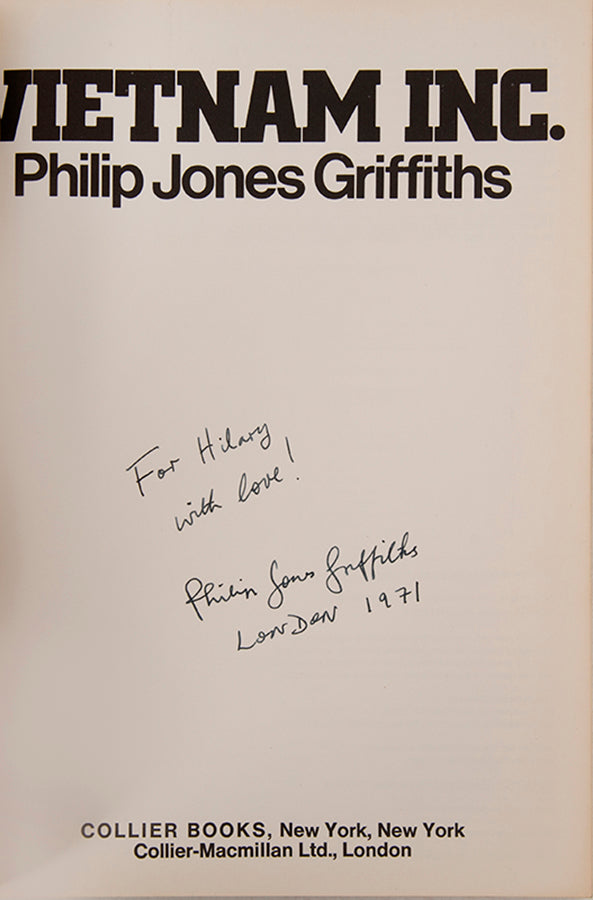 VIETNAM INC.
Philip Jones Griffiths
For Hilary
with love!
Philip Jones Griffiths
LonDon 1971
COLLIER BOOKS, New York, New York
Collier-Macmillan Ltd., London